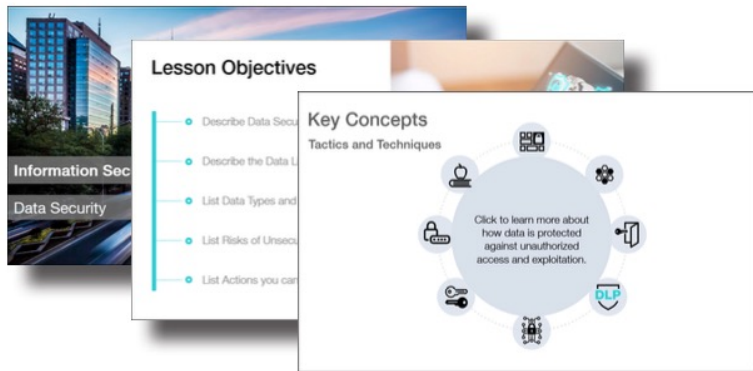 Information Sec
Data Security
Lesson Objectives
Describe Data Secu
Describe the Data L
List Data Types and
List Risks of Unsecu
List Actions you can
Key Concepts
Tactics and Techniques
Click to learn more about
how data is protected
against unauthorized
access and exploitation.
DLP